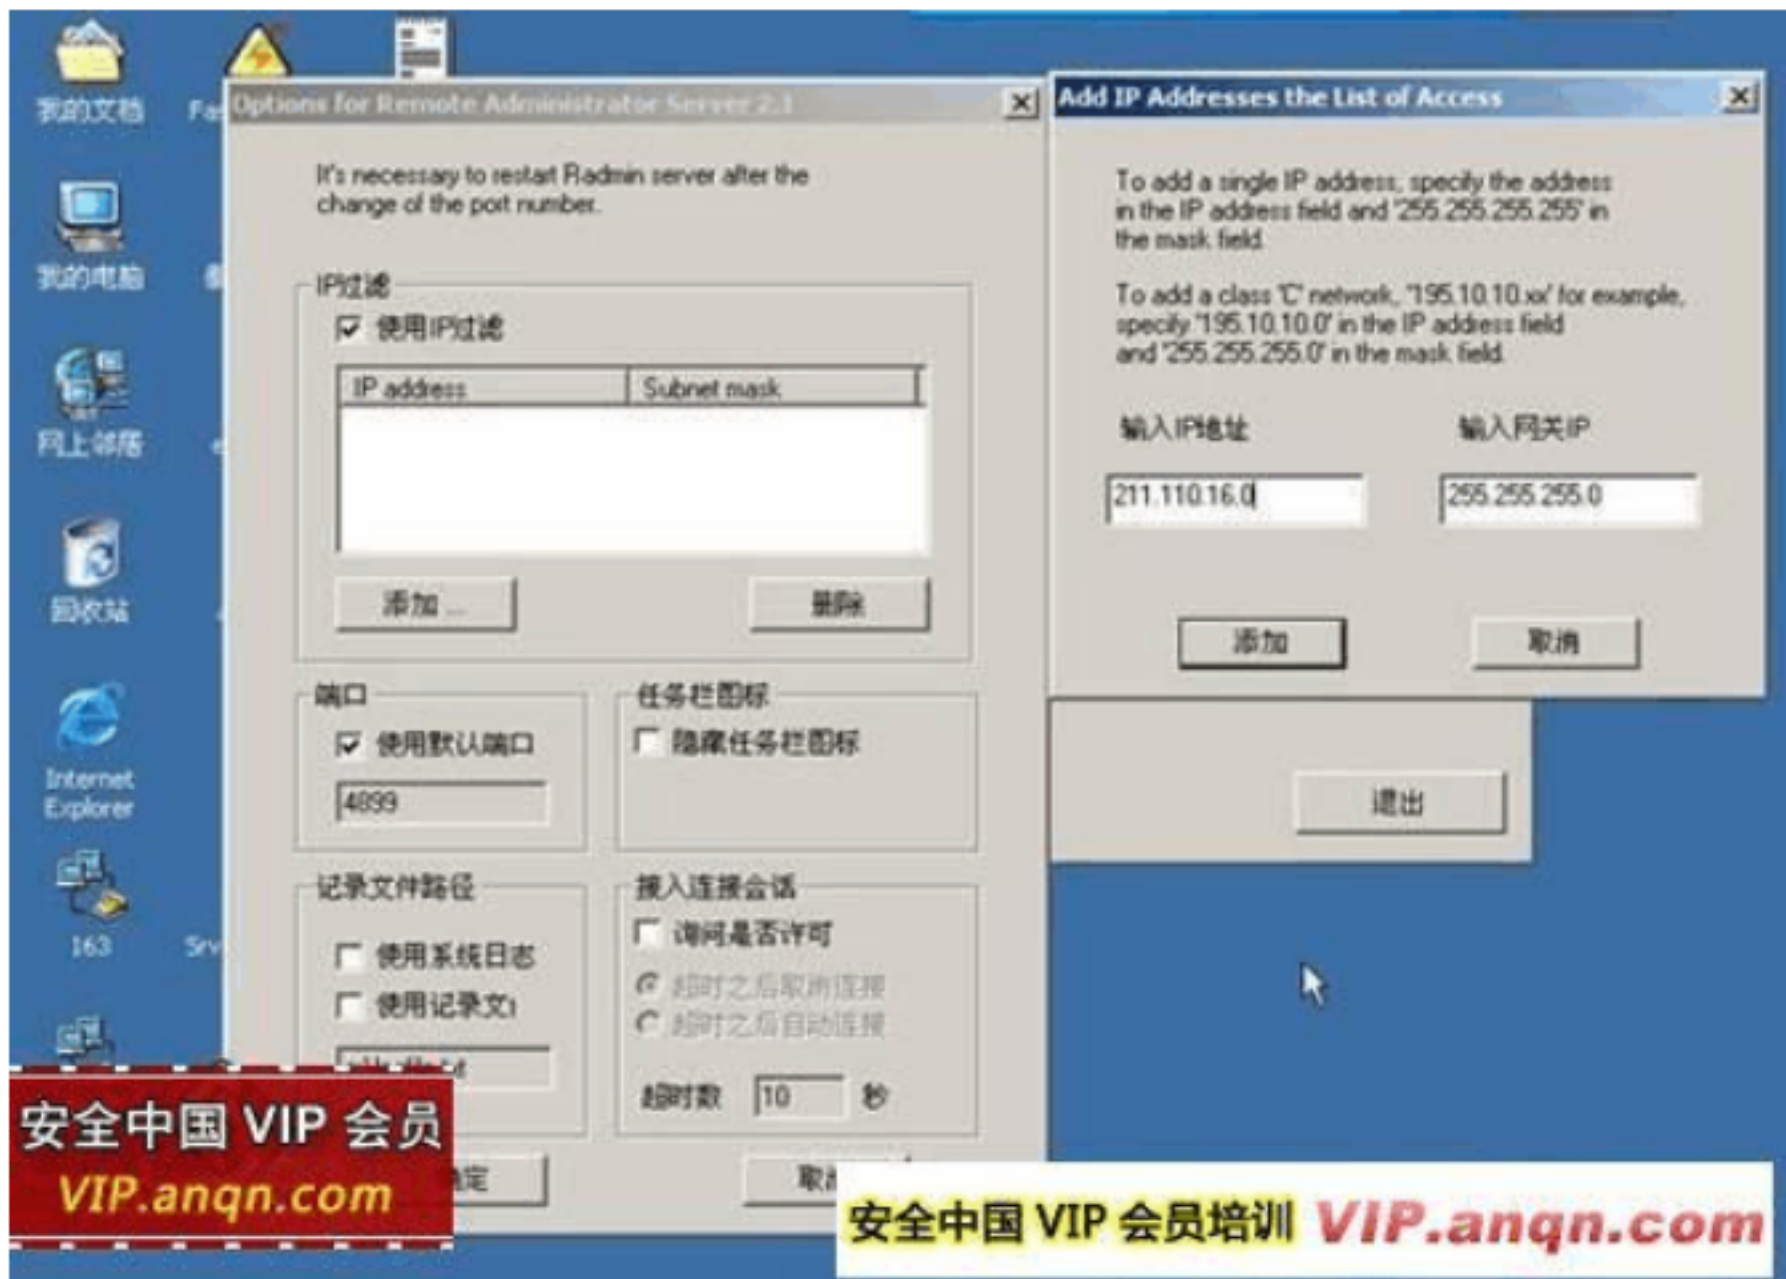 我的文档
我的电脑
网上邻居
回收站
Internet
Explorer
163
Options for Remote Administrator Server 2.1
It's necessary to restart Radmin server after the
change of the port number.
IP过滤
使用IP过滤
IP address
Subnet mask
添加 ...
删除
端口
使用默认端口
4899
任务栏图标
隐藏任务栏图标
记录文件路径
使用系统日志
使用记录文
接入连接会话
询问是否许可
超时之后取消连接
超时之后自动连接
超时数 10 秒
Add IP Addresses the List of Access
To add a single IP address, specify the address
in the IP address field and '255.255.255.255' in
the mask field.
To add a class 'C' network, '195.10.10.xx' for example,
specify '195.10.10.0' in the IP address field
and '255.255.255.0' in the mask field.
输入IP地址
输入网关IP
211.110.16.0
255.255.255.0
添加
取消
退出
安全中国 VIP 会员
VIP.anqn.com
安全中国 VIP 会员培训 VIP.anqn.com